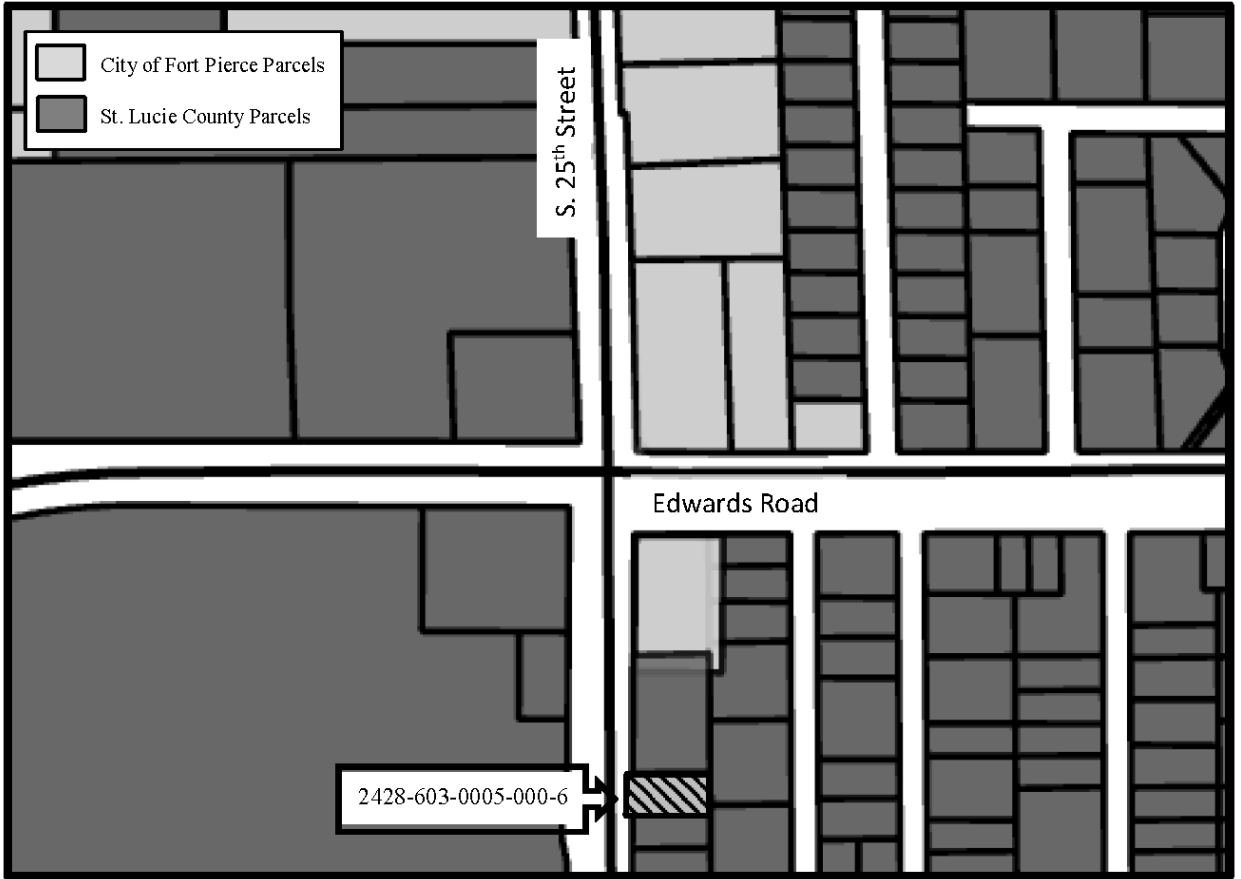 City of Fort Pierce Parcels
St. Lucie County Parcels
S. 25th Street
Edwards Road
2428-603-0005-000-6